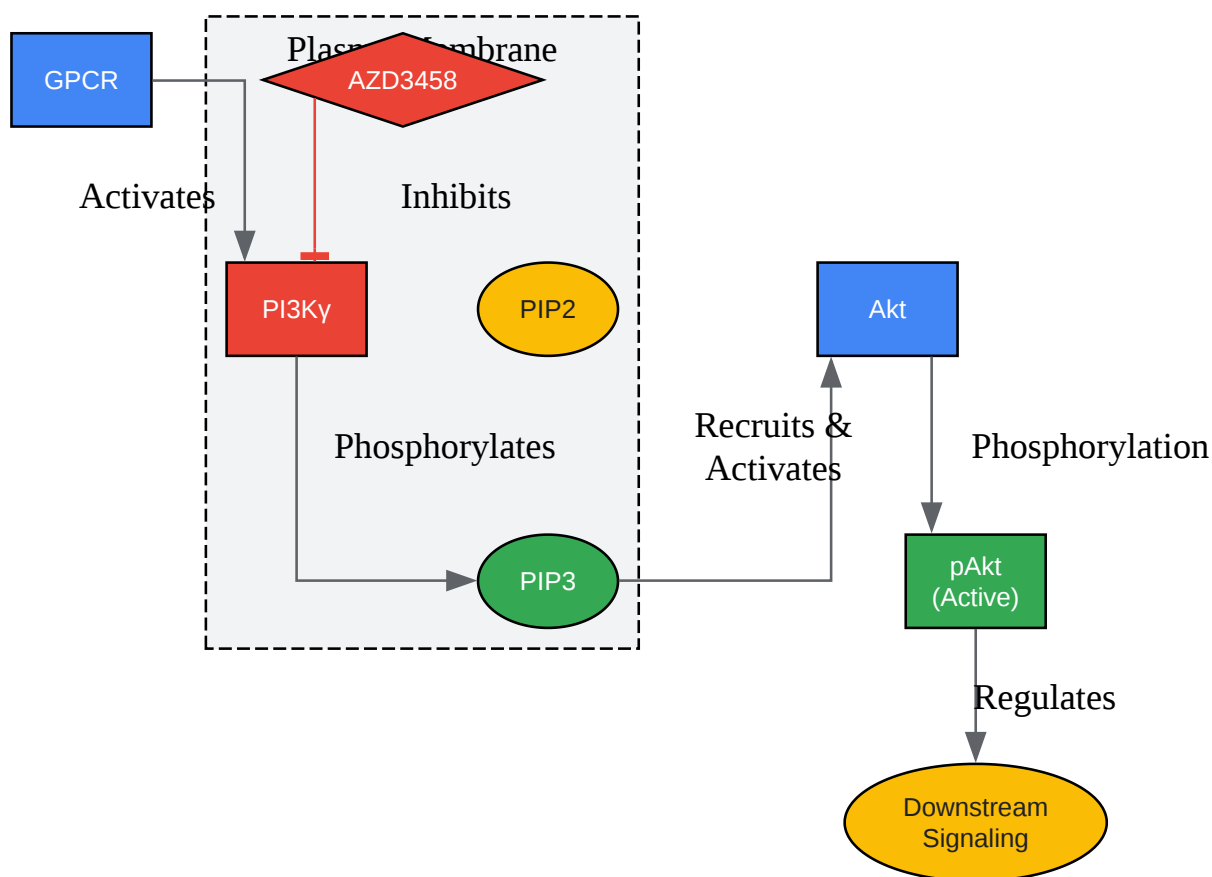 GPCR
AZD3458
Activates
Inhibits
PI3Kγ
PIP2
Akt
Phosphorylates
Recruits &
Activates
Phosphorylation
PIP3
pAkt
(Active)
Regulates
Downstream
Signaling